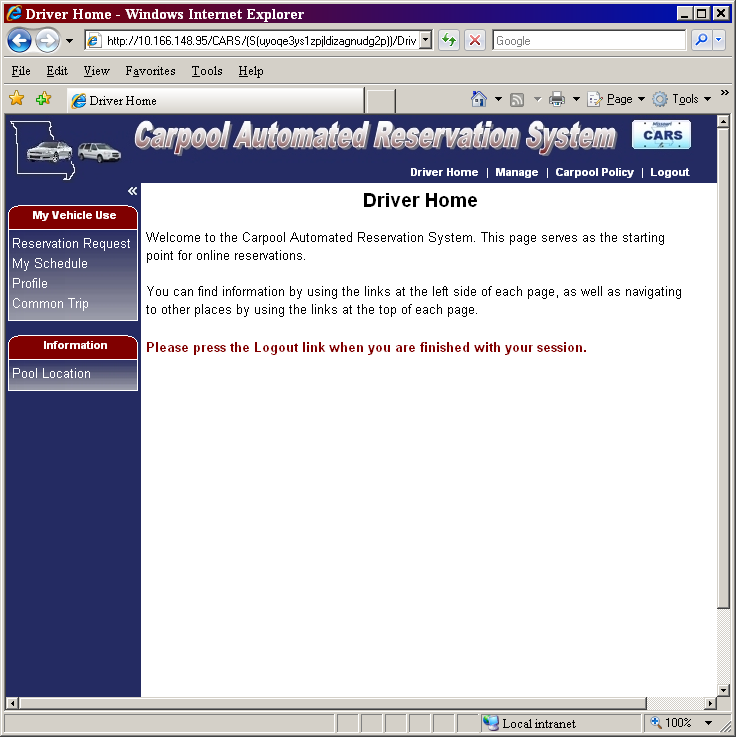 Driver Home - Windows Internet Explorer
http://10.166.148.95/CARS/(S(uyoqe3ys1zpjldizagnudg2p))/Driv
Google
File Edit View Favorites Tools Help
Driver Home
Page Tools
Carpool Automated Reservation System
Missouri
CARS
Driver Home | Manage | Carpool Policy | Logout
«
My Vehicle Use
Reservation Request
My Schedule
Profile
Common Trip
Information
Pool Location
Driver Home
Welcome to the Carpool Automated Reservation System. This page serves as the starting
point for online reservations.
You can find information by using the links at the left side of each page, as well as navigating
to other places by using the links at the top of each page.
Please press the Logout link when you are finished with your session.
Local intranet
100%